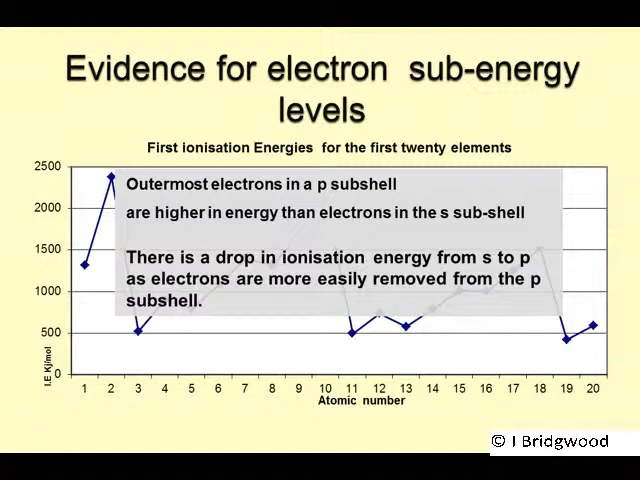 Evidence for electron sub-energy
levels
First ionisation Energies for the first twenty elements
2500
2000
1500
1000
500
0
I.E Kj/mol
Outermost electrons in a p subshell
are higher in energy than electrons in the s sub-shell
There is a drop in ionisation energy from s to p
as electrons are more easily removed from the p
subshell.
1 2 3 4 5 6 7 8 9 10 11 12 13 14 15 16 17 18 19 20
Atomic number
© I Bridgwood